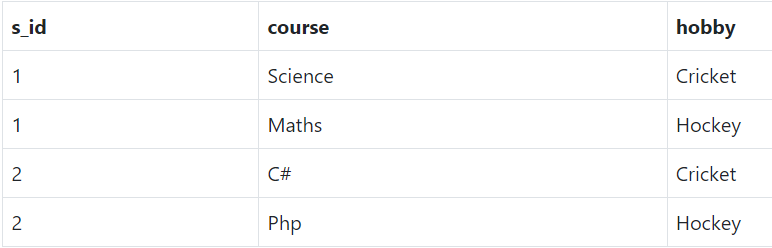 s_id course hobby
1 Science Cricket
1 Maths Hockey
2 C# Cricket
2 Php Hockey